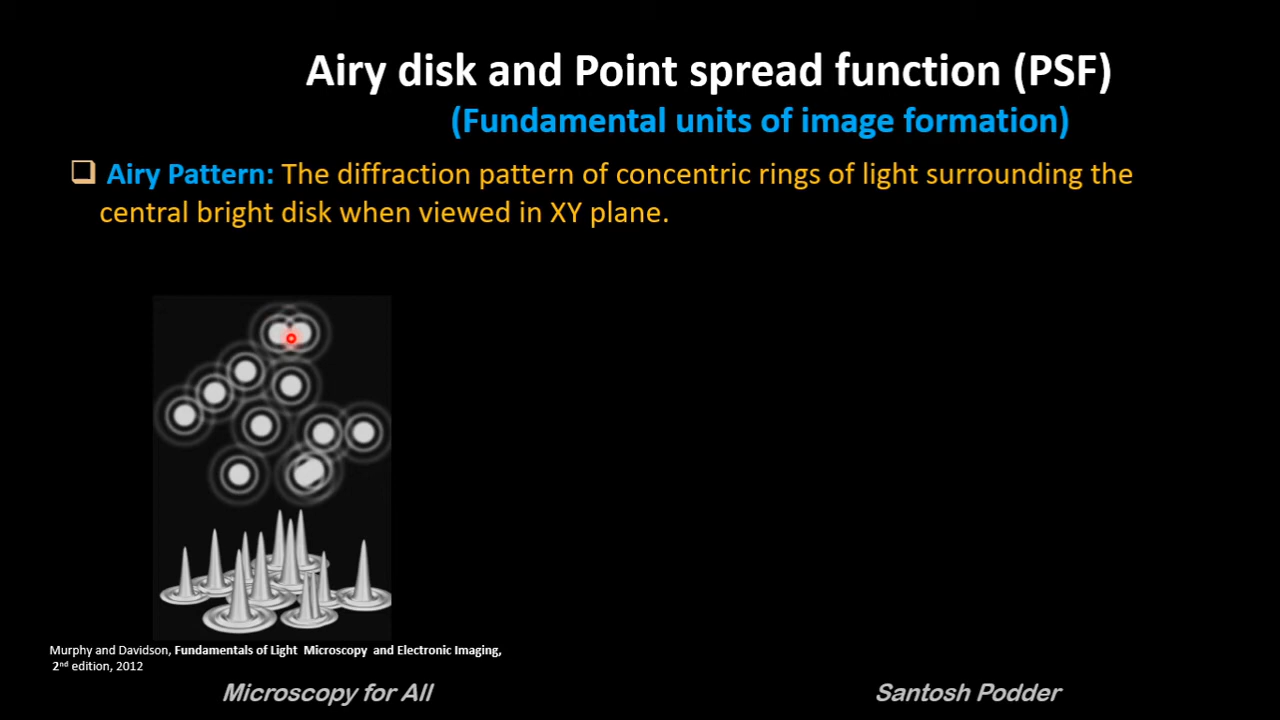 Airy disk and Point spread function (PSF)
(Fundamental units of image formation)
Airy Pattern: The diffraction pattern of concentric rings of light surrounding the
central bright disk when viewed in XY plane.
Murphy and Davidson, Fundamentals of Light Microscopy and Electronic Imaging,
2nd edition, 2012
Microscopy for All
Santosh Podder